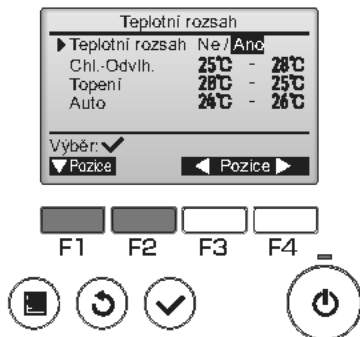 Teplotní rozsah
Teplotní rozsah Ne / Ano
Chl.-Odvlh. 25°C - 28°C
Topení 20°C - 25°C
Auto 24°C - 26°C
Výběr:
Pozice Pozice
F1 F2 F3 F4